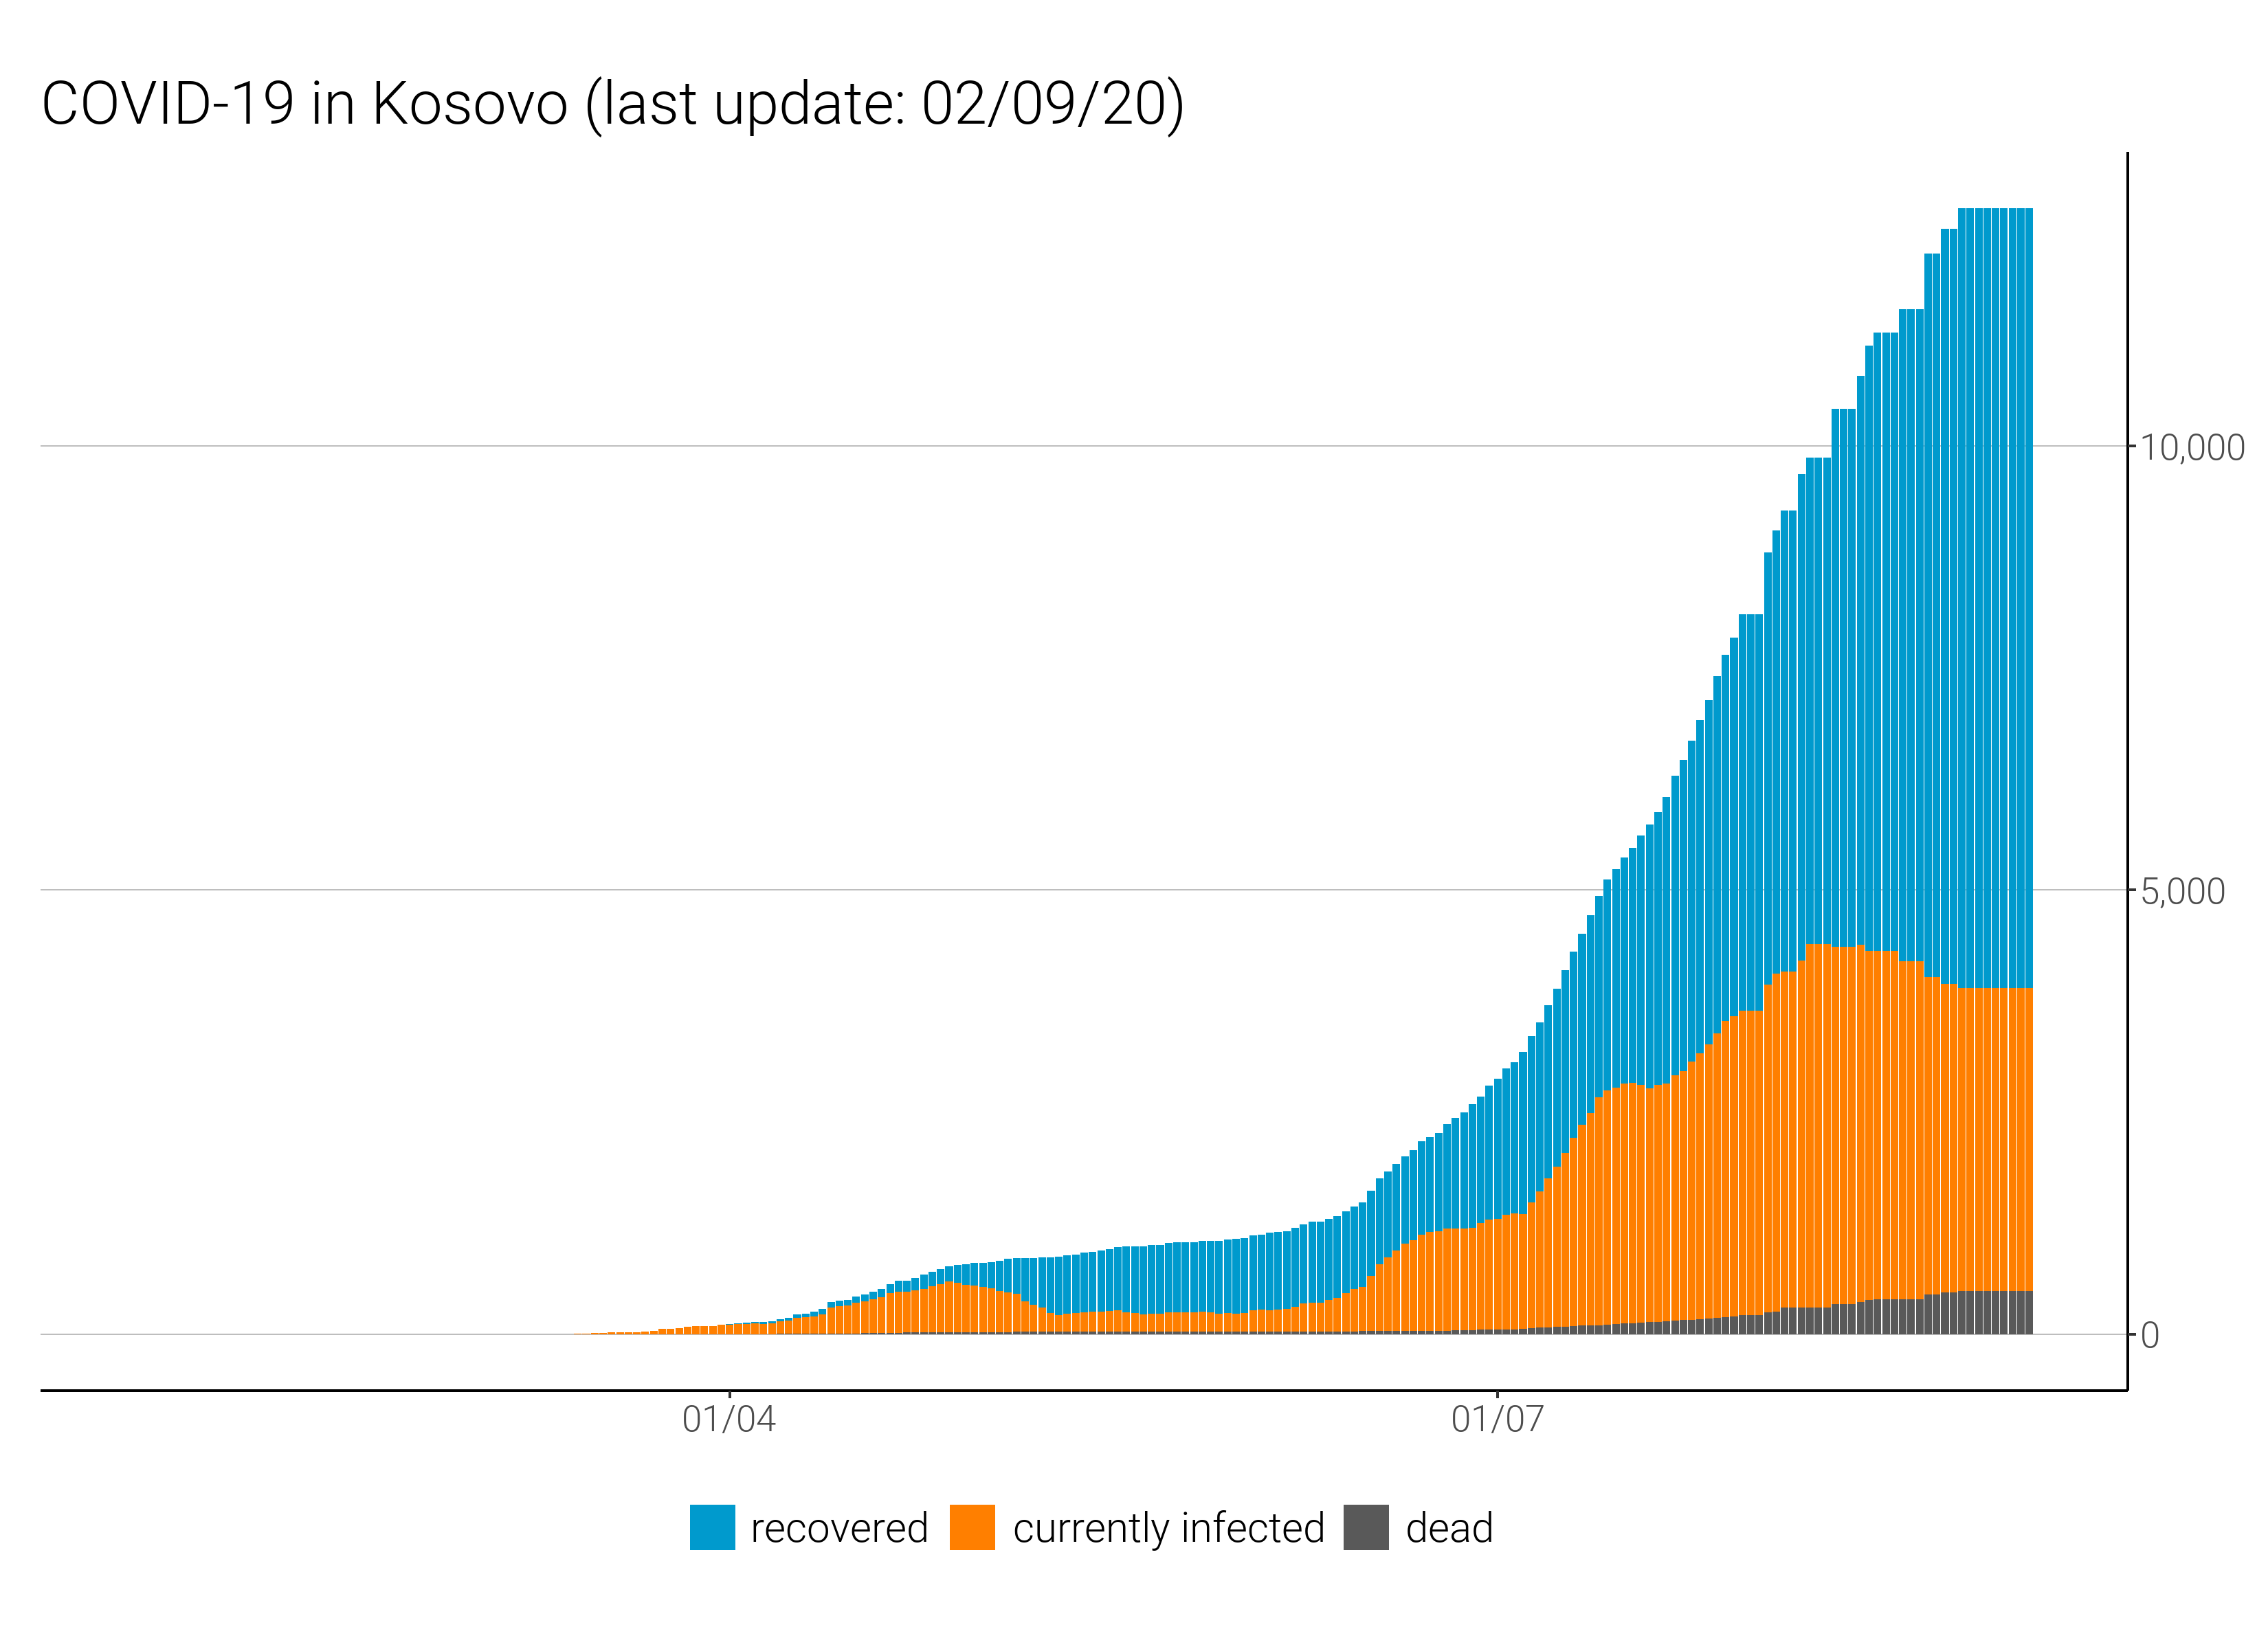 COVID-19 in Kosovo (last update: 02/09/20)
10,000
5,000
0
01/04 01/07
recovered currently infected dead